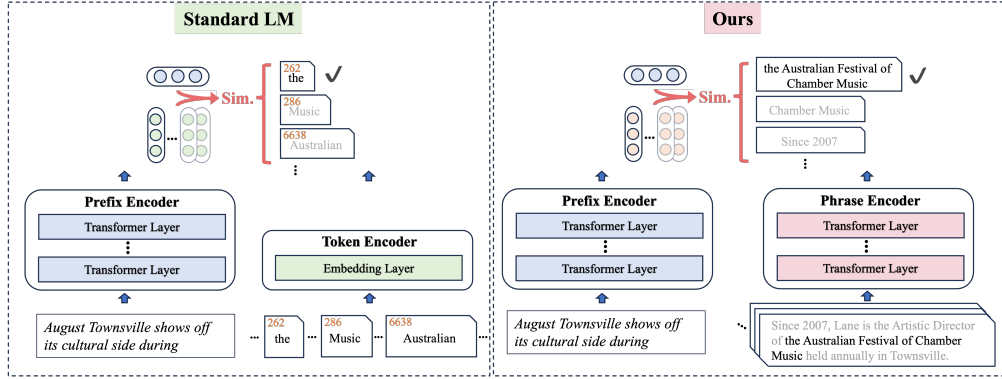 Standard LM
Sim.
262
the
✓
286
Music
6638
Australian
...
...
Prefix Encoder
Transformer Layer
Transformer Layer
Token Encoder
Embedding Layer
August Townsville shows off
its cultural side during
...
262
the
...
286
Music
...
6638
Australian
...
Ours
Sim.
the Australian Festival of
Chamber Music
✓
Chamber Music
Since 2007
...
...
Prefix Encoder
Transformer Layer
Transformer Layer
Phrase Encoder
Transformer Layer
Transformer Layer
August Townsville shows off
its cultural side during
...
Since 2007, Lane is the Artistic Director
of the Australian Festival of Chamber
Music held annually in Townsville.